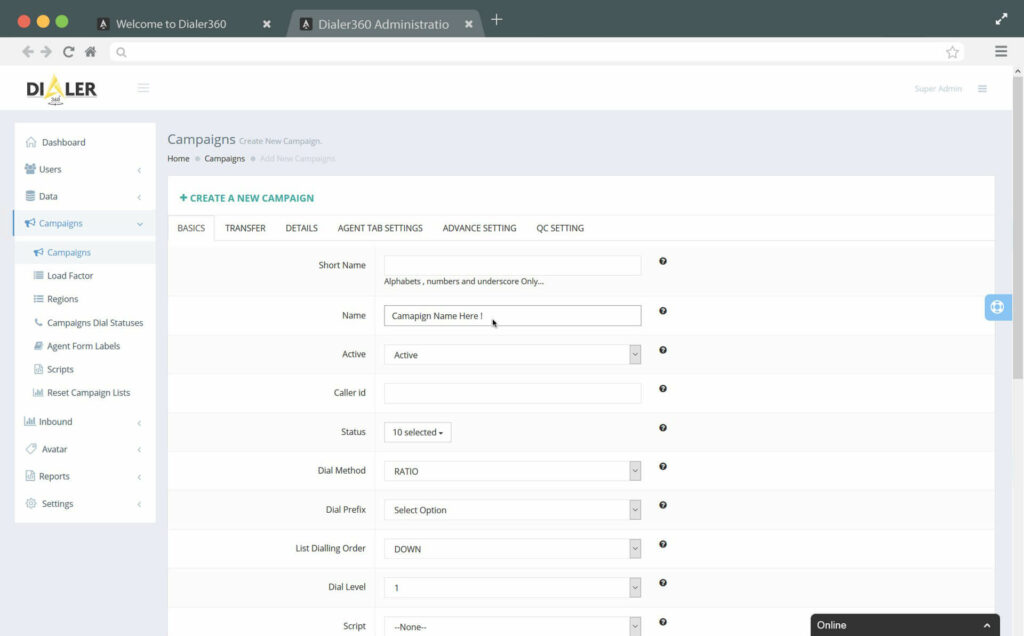 Welcome to Dialer360
Dialer360 Administratio
DIALER
360
Super Admin
Dashboard
Users
Data
Campaigns
Campaigns
Load Factor
Regions
Campaigns Dial Statuses
Agent Form Labels
Scripts
Reset Campaign Lists
Inbound
Avatar
Reports
Settings
Campaigns Create New Campaign.
Home Campaigns Add New Campaigns
+ CREATE A NEW CAMPAIGN
BASICS TRANSFER DETAILS AGENT TAB SETTINGS ADVANCE SETTING QC SETTING
Short Name
Alphabets , numbers and underscore Only...
Name Camapign Name Here !
Active Active
Caller id
Status 10 selected
Dial Method RATIO
Dial Prefix Select Option
List Dialling Order DOWN
Dial Level 1
Script --None--
Online